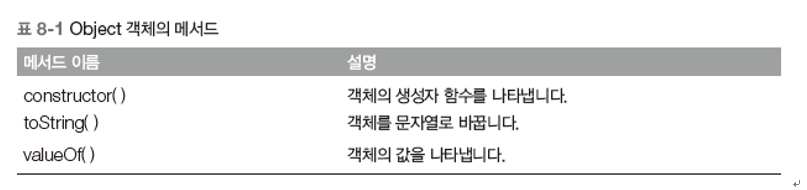 표 8-1 Object 객체의 메서드
메서드 이름 설명
constructor( ) 객체의 생성자 함수를 나타냅니다.
toString( ) 객체를 문자열로 바꿉니다.
valueOf( ) 객체의 값을 나타냅니다.